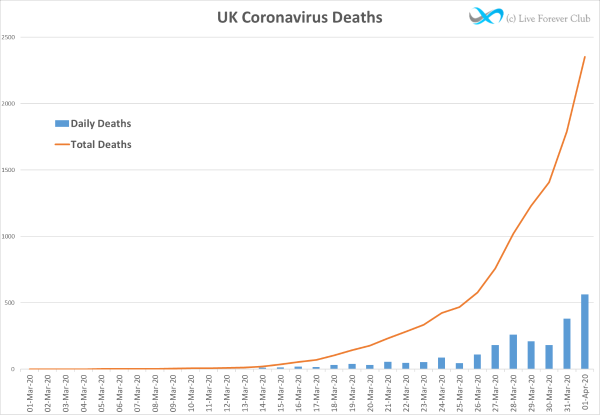 UK Coronavirus Deaths
(c) Live Forever Club
2500
2000
1500
1000
500
0
Daily Deaths
Total Deaths
01-Mar-20
02-Mar-20
03-Mar-20
04-Mar-20
05-Mar-20
06-Mar-20
07-Mar-20
08-Mar-20
09-Mar-20
10-Mar-20
11-Mar-20
12-Mar-20
13-Mar-20
14-Mar-20
15-Mar-20
16-Mar-20
17-Mar-20
18-Mar-20
19-Mar-20
20-Mar-20
21-Mar-20
22-Mar-20
23-Mar-20
24-Mar-20
25-Mar-20
26-Mar-20
27-Mar-20
28-Mar-20
29-Mar-20
30-Mar-20
31-Mar-20
01-Apr-20